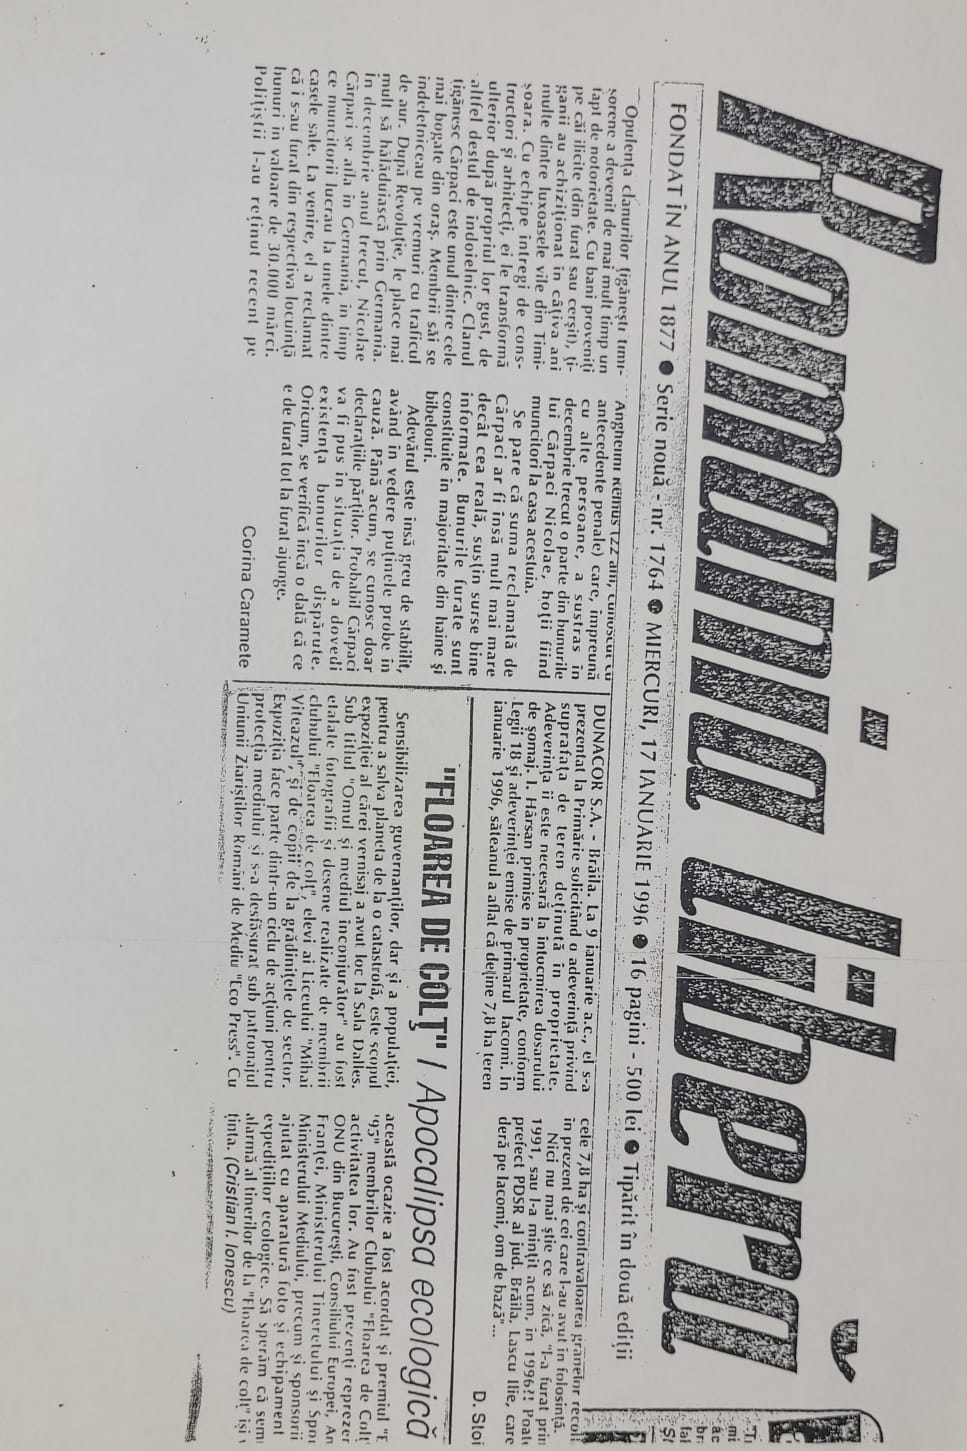 România liberă
FONDAT ÎN ANUL 1877 ● Serie nouă - nr. 1764 ● MIERCURI, 17 IANUARIE 1996 ● 16 pagini - 500 lei ● Tipărit în două ediții
Opulența clanurilor țigănești timi-
șorene a devenit de mai mult timp un
fapt de notorietate. Cu bani proveniți
pe căi ilicite (din furat sau cerșit), ți-
ganii au achiziționat în câțiva ani
multe dintre luxoasele vile din Timi-
șoara. Cu echipe întregi de cons-
tructori și arhitecți, ei le transformă
ulterior după propriul lor gust, de
altfel destul de îndoielnic. Clanul
țigănesc Cârpaci este unul dintre cele
mai bogate din oraș. Membrii săi se
îndeletniceau pe vremuri cu traficul
de aur. După Revoluție, le place mai
mult să hălăduiască prin Germania.
În decembrie anul trecut, Nicolae
Cârpaci se afla în Germania, în timp
ce muncitorii lucrau la unele dintre
casele sale. La venire, el a reclamat
că i s-au furat din respectiva locuință
bunuri în valoare de 30.000 mărci.
Polițiștii l-au reținut recent pe
Anghelini Remus (22 ani, cunoscut cu
antecedente penale) care, împreună
cu alte persoane, a sustras în
decembrie trecut o parte din bunurile
lui Cârpaci Nicolae, hoții fiind
muncitori la casa acestuia.
Se pare că suma reclamată de
Cârpaci ar fi însă mult mai mare
decât cea reală, susțin surse bine
informate. Bunurile furate sunt
constituite în majoritate din haine și
bibelouri.
Adevărul este însă greu de stabilit,
având în vedere puținele probe în
cauză. Până acum, se cunosc doar
declarațiile părților. Probabil Cârpaci
va fi pus în situația de a dovedi
existența bunurilor dispărute.
Oricum, se verifică încă o dată că ce
e de furat tot la furat ajunge.
Corina Caramete
DUNACOR S.A. - Brăila. La 9 ianuarie a.c., el s-a
prezentat la Primărie solicitând o adeverință privind
suprafața de teren deținută în proprietate.
Adeverința îi este necesară la întocmirea dosarului
de șomaj. I. Hârsan primise în proprietate, conform
Legii 18 și adeverinței emise de primarul Iacomi. În
ianuarie 1996, săteanul a aflat că deține 7,8 ha teren
cele 7,8 ha și contravaloarea granelor recol
în prezent de cei care l-au avut în folosință.
Nici nu mai știe ce să zică, "l-a furat prin
1991, sau l-a mințit acum, în 1996?! Poate
prefect PDSR al jud. Brăila, Lascu Ilie, care
deră pe Iacomi, om de bază"...
D. Stoi
"FLOAREA DE COLȚ" / Apocalipsa ecologică
Sensibilizarea guvernanților, dar și a populației,
pentru a salva planeta de la o catastrofă, este scopul
expoziției al cărei vernisaj a avut loc la Sala Dalles.
Sub titlul "Omul și mediul înconjurător" au fost
etalate fotografii și desene realizate de membrii
clubului "Floarea de colț", elevi ai Liceului "Mihai
Viteazul", și de copii de la grădinițele de sector.
Expoziția face parte dintr-un ciclu de acțiuni pentru
protecția mediului și s-a desfășurat sub patronajul
Uniunii Ziariștilor Români de Mediu "Eco Press". Cu
această ocazie a fost acordat și premiul "E
'95" membrilor Clubului "Floarea de Colț
activitatea lor. Au fost prezenți reprezen
ONU din București, Consiliului Europei, Am
Franței, Ministerului Tineretului și Spor
Ministerului Mediului, precum și sponsorii
ajutat cu aparatură foto și echipament
expedițiilor ecologice. Să sperăm că semn
alarmă al tinerilor de la "Floarea de colț" își
ținta. (Cristian I. Ionescu)